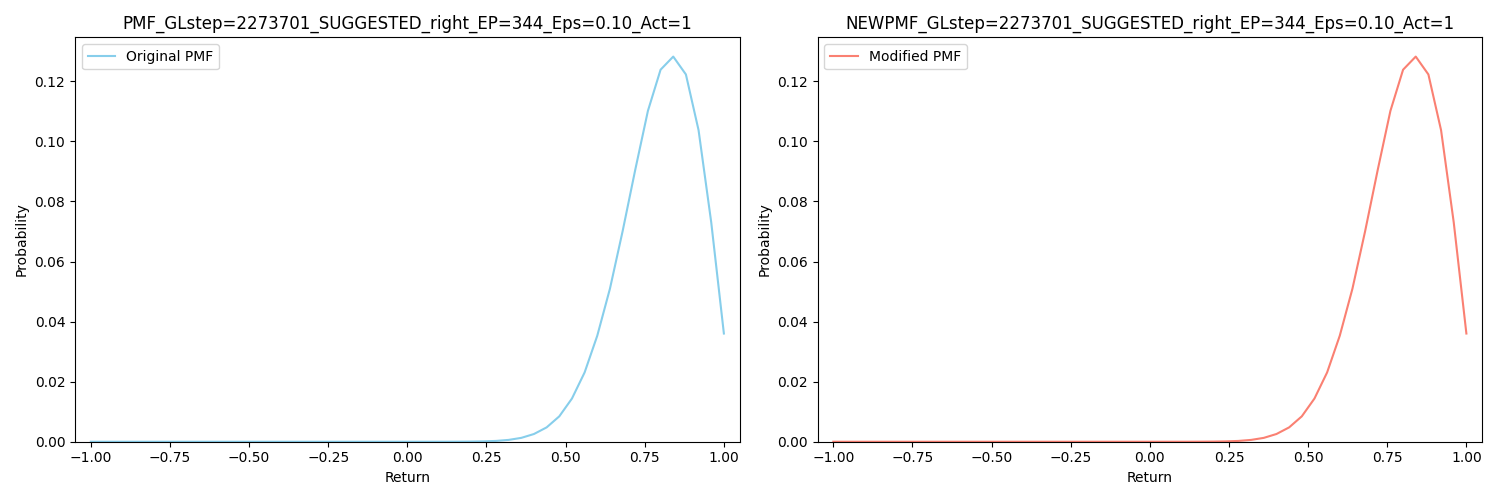 PMF_GLstep=2273701_SUGGESTED_right_EP=344_Eps=0.10_Act=1
Original PMF
Probability
0.12
0.10
0.08
0.06
0.04
0.02
0.00
−1.00 −0.75 −0.50 −0.25 0.00 0.25 0.50 0.75 1.00
Return
NEWPMF_GLstep=2273701_SUGGESTED_right_EP=344_Eps=0.10_Act=1
Modified PMF
Probability
0.12
0.10
0.08
0.06
0.04
0.02
0.00
−1.00 −0.75 −0.50 −0.25 0.00 0.25 0.50 0.75 1.00
Return